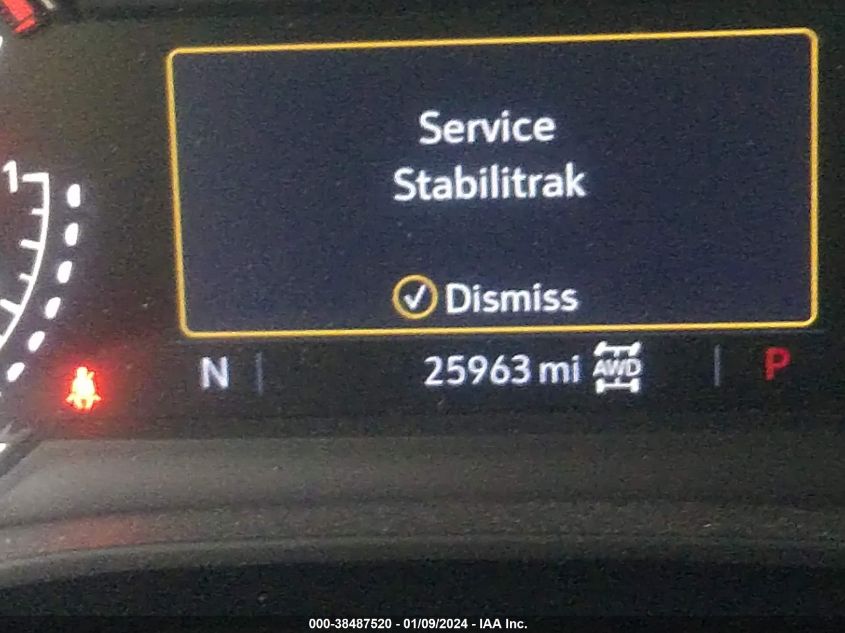 Service
Stabilitrak
✓ Dismiss
1
N 25963 mi AWD P
000-38487520 - 01/09/2024 - IAA Inc.